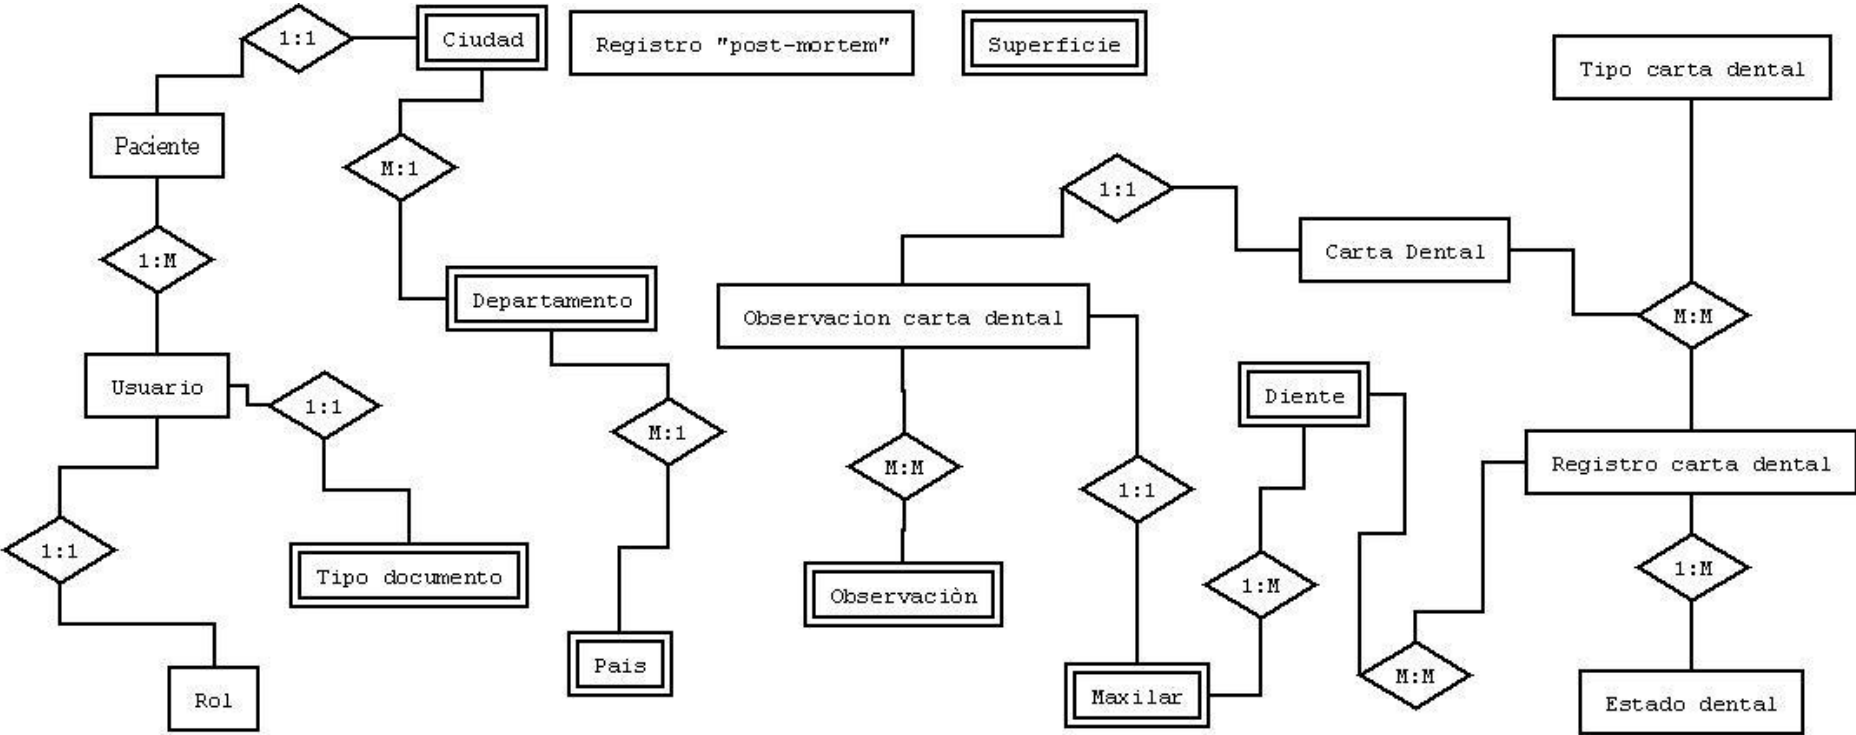 1:1
Ciudad
Registro "post-mortem"
Superficie
Tipo carta dental
Paciente
M:1
1:1
1:M
Carta Dental
Departamento
Observacion carta dental
M:M
Usuario
1:1
Diente
M:1
M:M
1:1
Registro carta dental
1:1
Tipo documento
Observaciòn
1:M
1:M
Pais
M:M
Rol
Maxilar
Estado dental